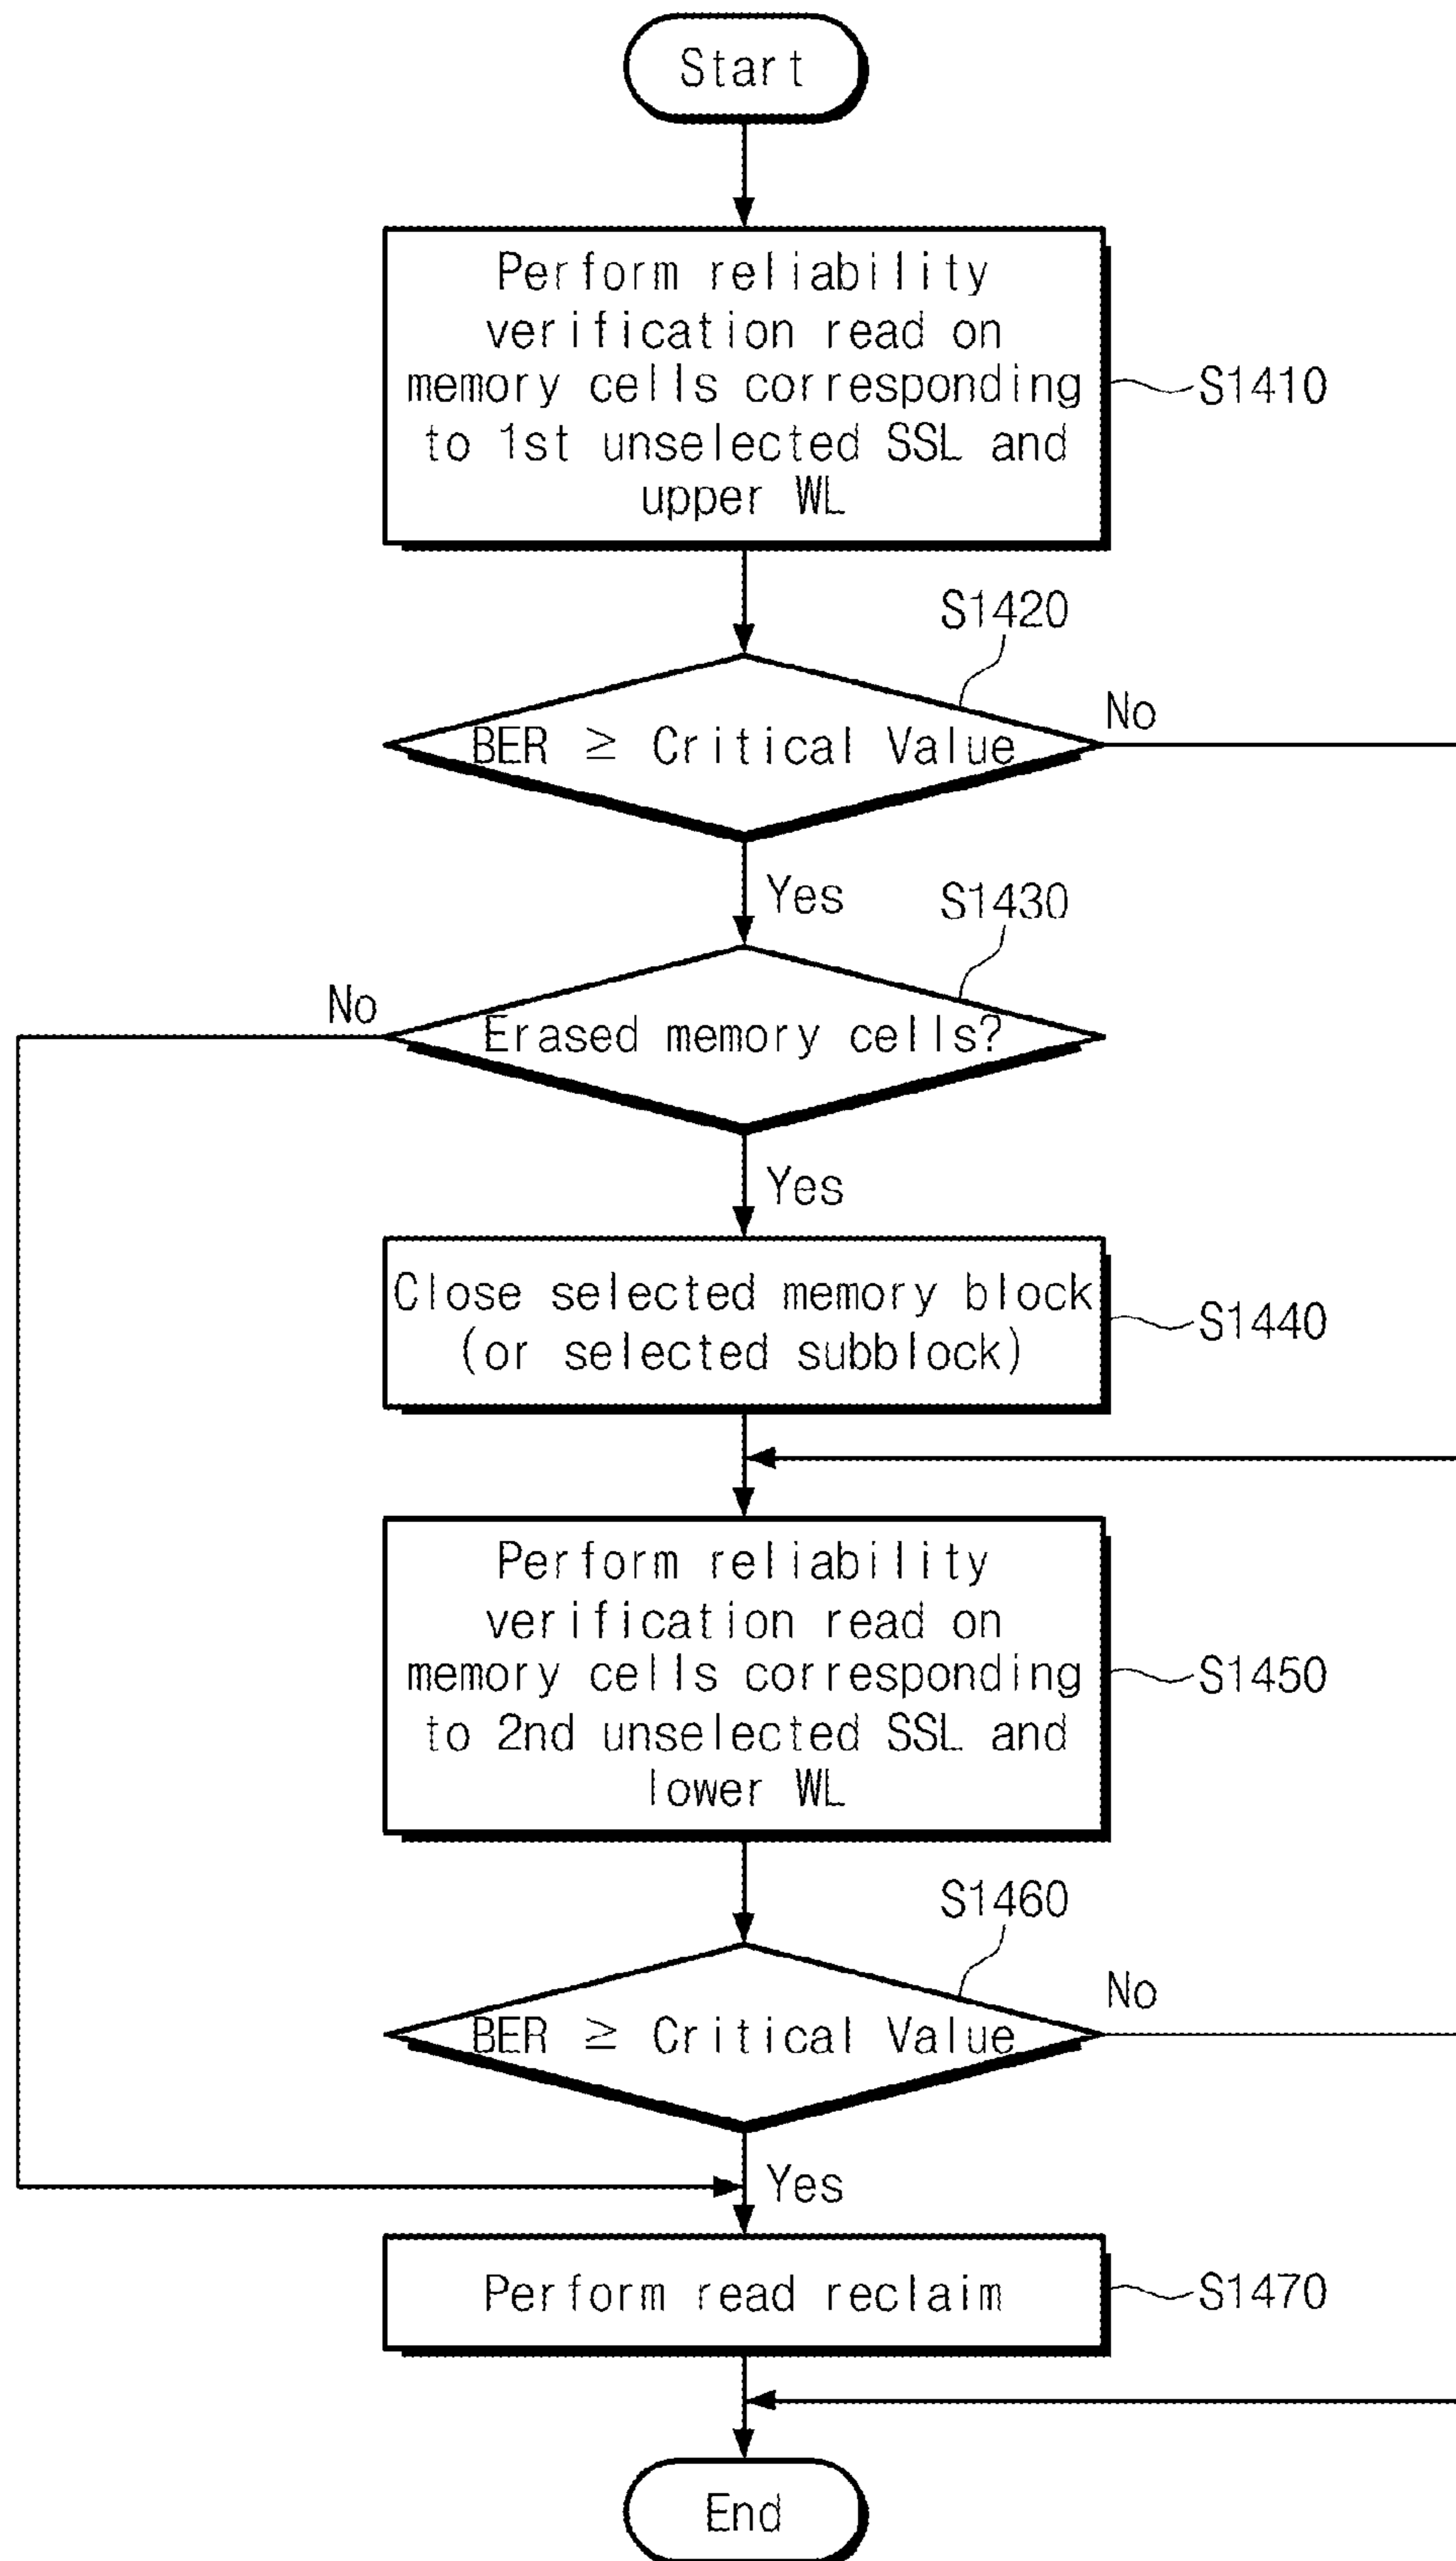 Start
Perform reliability
verification read on
memory cells corresponding
to 1st unselected SSL and
upper WL
S1410
S1420
BER ≥ Critical Value
No
Yes
S1430
No
Erased memory cells?
Yes
Close selected memory block
(or selected subblock)
S1440
Perform reliability
verification read on
memory cells corresponding
to 2nd unselected SSL and
lower WL
S1450
S1460
BER ≥ Critical Value
No
Yes
Perform read reclaim
S1470
End